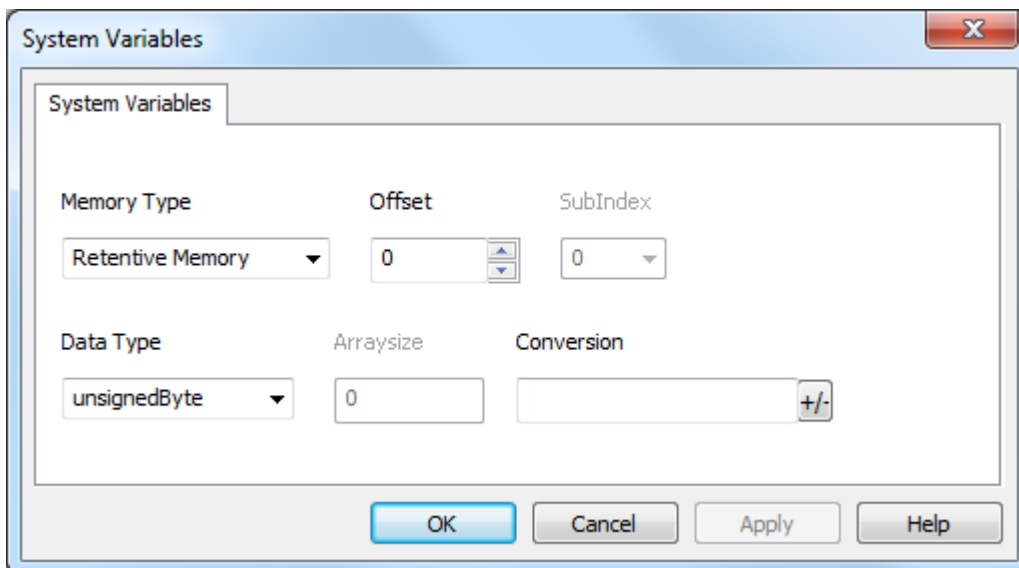 System Variables
System Variables
Memory Type Offset SubIndex
Retentive Memory 0 0
Data Type Arraysize Conversion
unsignedByte 0 +/-
OK Cancel Apply Help